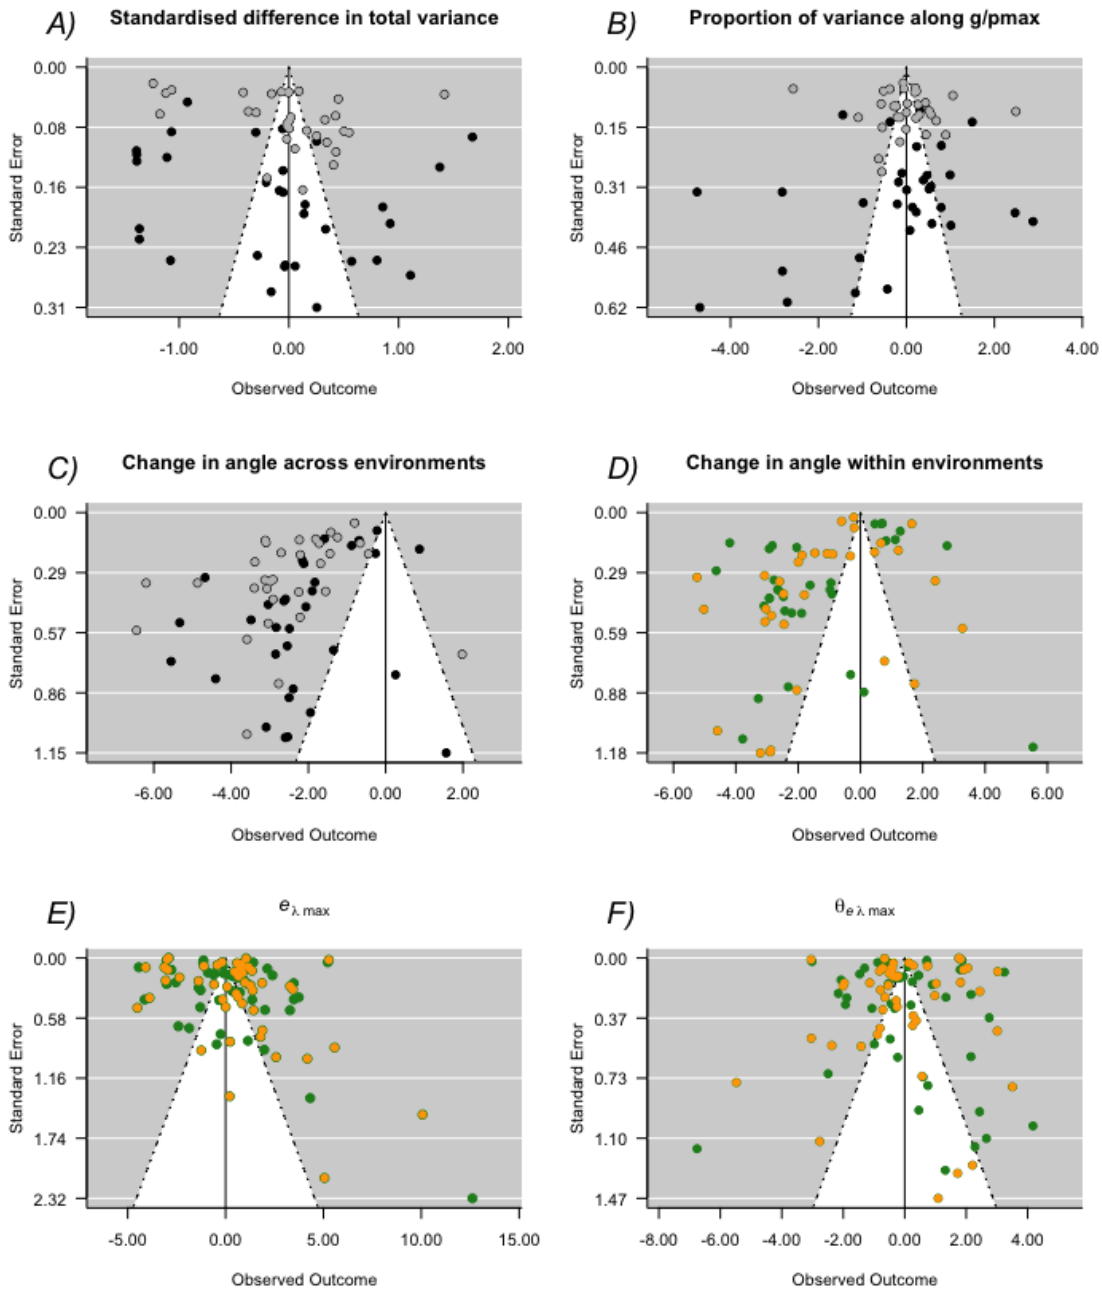 A) Standardised difference in total variance
0.00
0.08
0.16
0.23
0.31
Standard Error
-1.00 0.00 1.00 2.00
Observed Outcome
B) Proportion of variance along g/pmax
0.00
0.15
0.31
0.46
0.62
Standard Error
-4.00 -2.00 0.00 2.00 4.00
Observed Outcome
C) Change in angle across environments
0.00
0.29
0.57
0.86
1.15
Standard Error
-6.00 -4.00 -2.00 0.00 2.00
Observed Outcome
D) Change in angle within environments
0.00
0.29
0.59
0.88
1.18
Standard Error
-6.00 -4.00 -2.00 0.00 2.00 4.00 6.00
Observed Outcome
E) e λ max
0.00
0.58
1.16
1.74
2.32
Standard Error
-5.00 0.00 5.00 10.00 15.00
Observed Outcome
F) θ e λ max
0.00
0.37
0.73
1.10
1.47
Standard Error
-8.00 -6.00 -4.00 -2.00 0.00 2.00 4.00
Observed Outcome